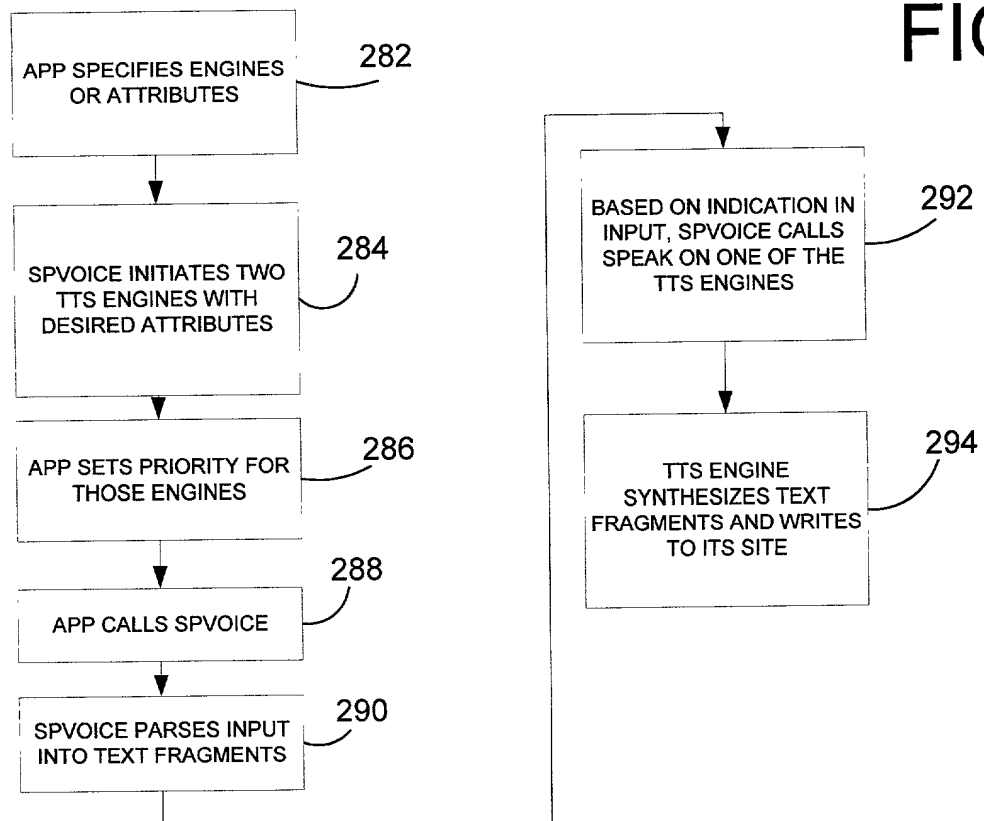 FIG
282
APP SPECIFIES ENGINES
OR ATTRIBUTES
284
SPVOICE INITIATES TWO
TTS ENGINES WITH
DESIRED ATTRIBUTES
286
APP SETS PRIORITY FOR
THOSE ENGINES
288
APP CALLS SPVOICE
290
SPVOICE PARSES INPUT
INTO TEXT FRAGMENTS
292
BASED ON INDICATION IN
INPUT, SPVOICE CALLS
SPEAK ON ONE OF THE
TTS ENGINES
294
TTS ENGINE
SYNTHESIZES TEXT
FRAGMENTS AND WRITES
TO ITS SITE